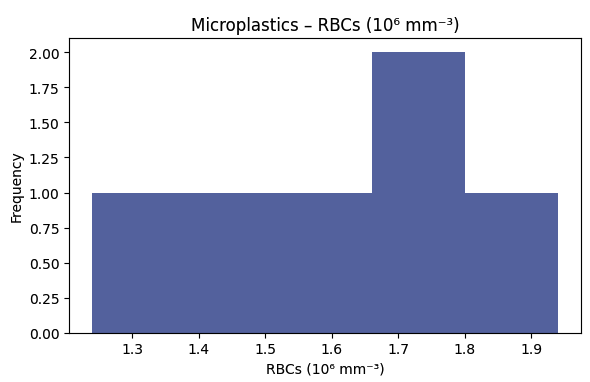 Microplastics – RBCs (10⁶ mm⁻³)
2.00
1.75
1.50
1.25
1.00
0.75
0.50
0.25
0.00
Frequency
1.3 1.4 1.5 1.6 1.7 1.8 1.9
RBCs (10⁶ mm⁻³)